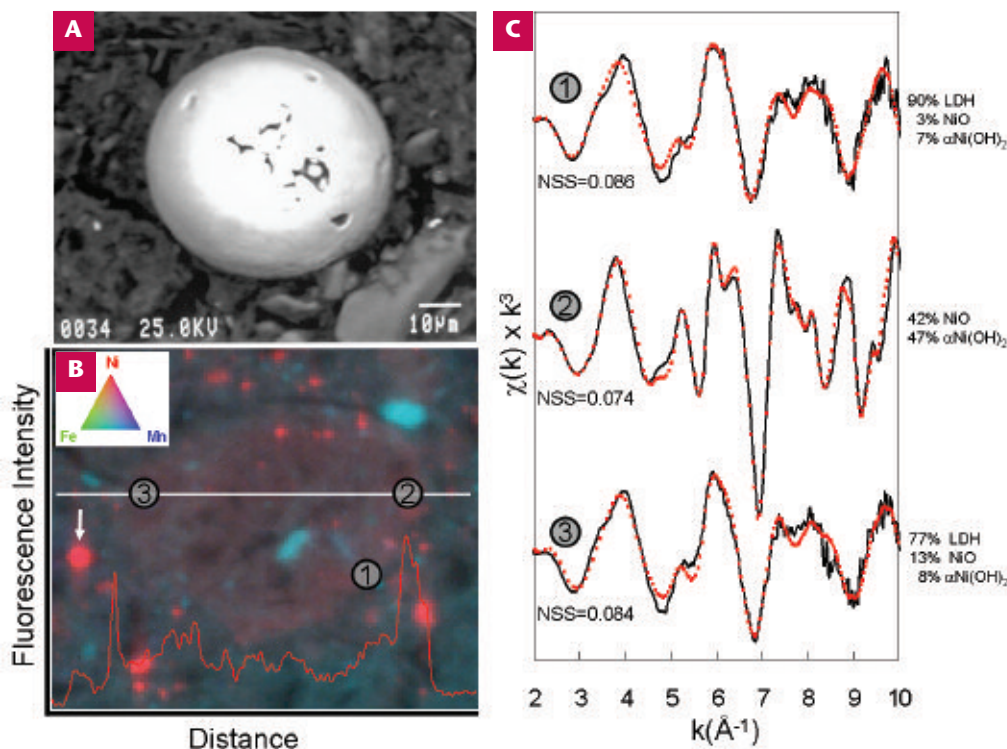 A
0034 25.0KV 10µm
B
Ni
Fe Mn
Fluorescence Intensity
3
2
1
Distance
C
1
90% LDH
3% NiO
7% αNi(OH)2
NSS=0.086
χ(k) x k³
2
42% NiO
47% αNi(OH)2
NSS=0.074
3
77% LDH
13% NiO
8% αNi(OH)2
NSS=0.084
2 3 4 5 6 7 8 9 10
k(Å⁻¹)